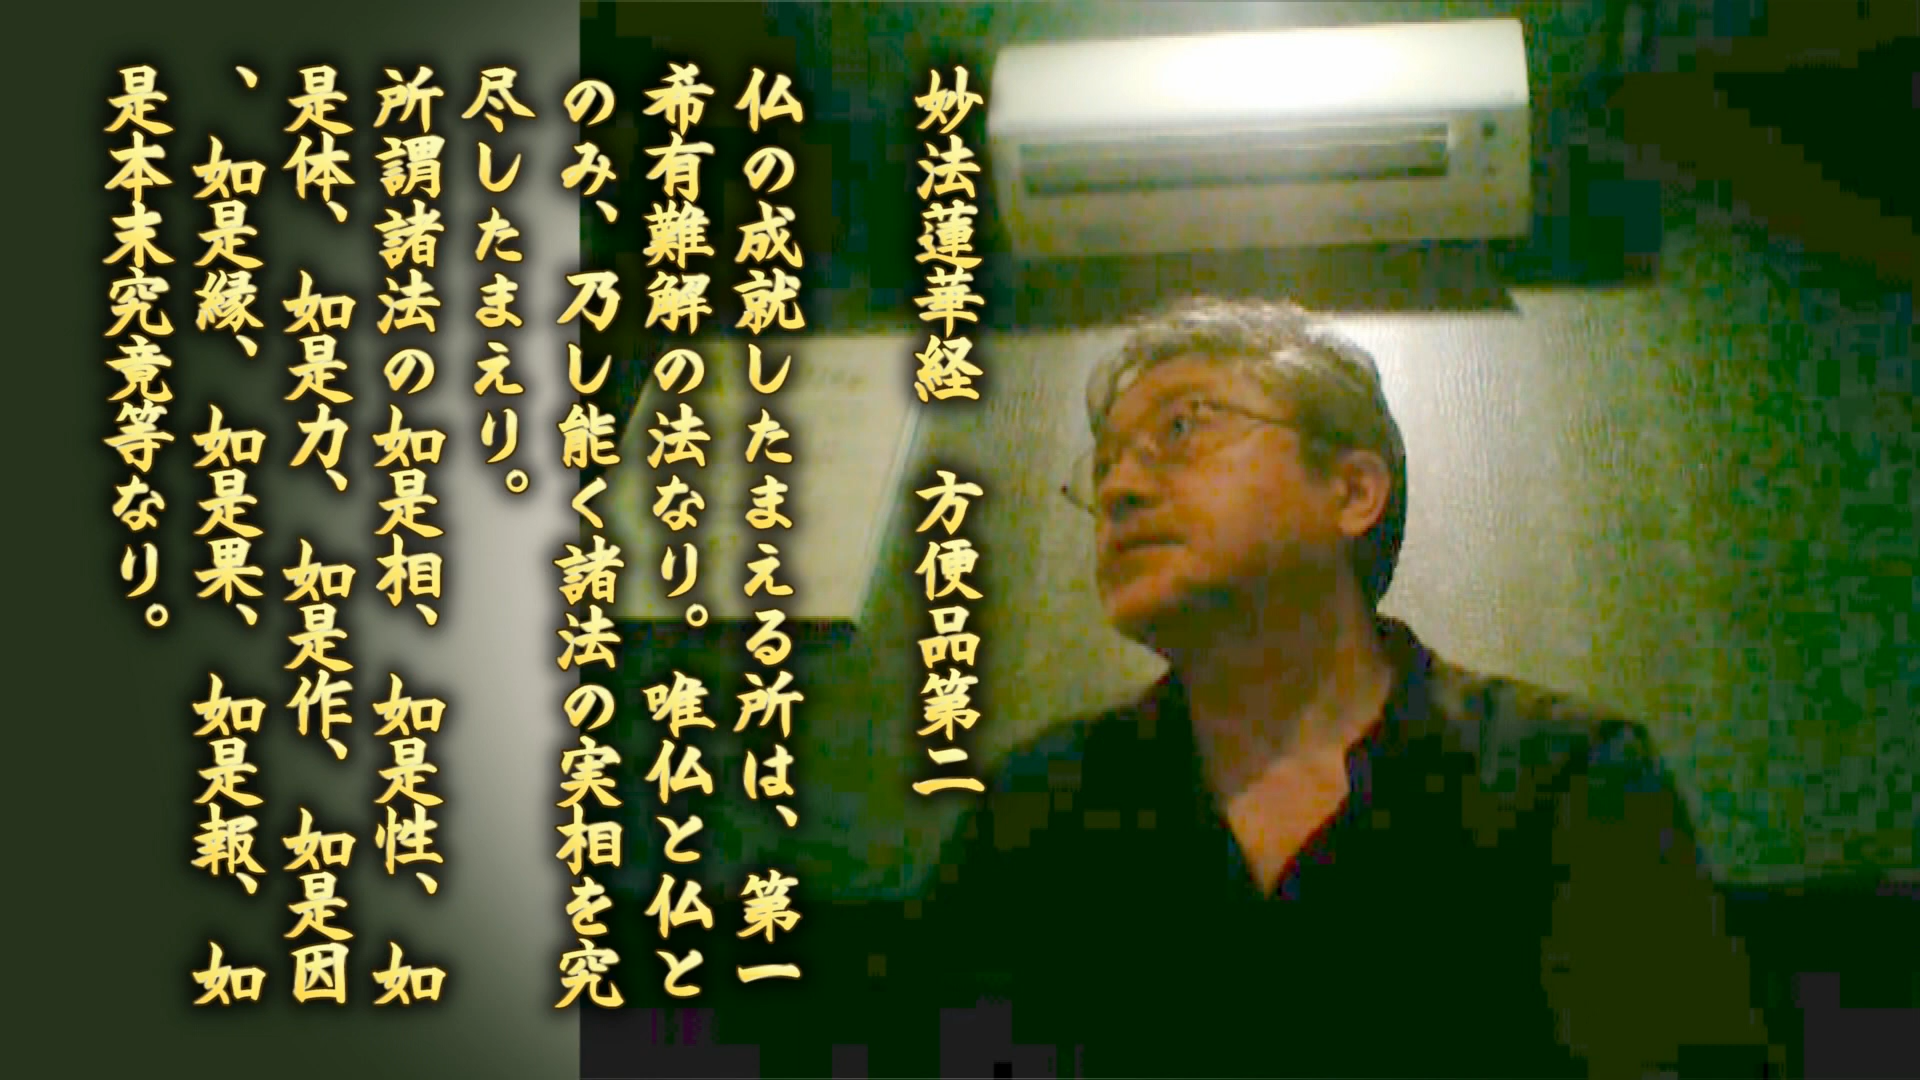 妙法蓮華経　方便品第二
仏の成就したまえる所は、第一
希有難解の法なり。唯仏と仏と
のみ、乃し能く諸法の実相を究
尽したまえり。
所謂諸法の如是相、如是性、如
是体、如是力、如是作、如是因
、如是縁、如是果、如是報、如
是本末究竟等なり。